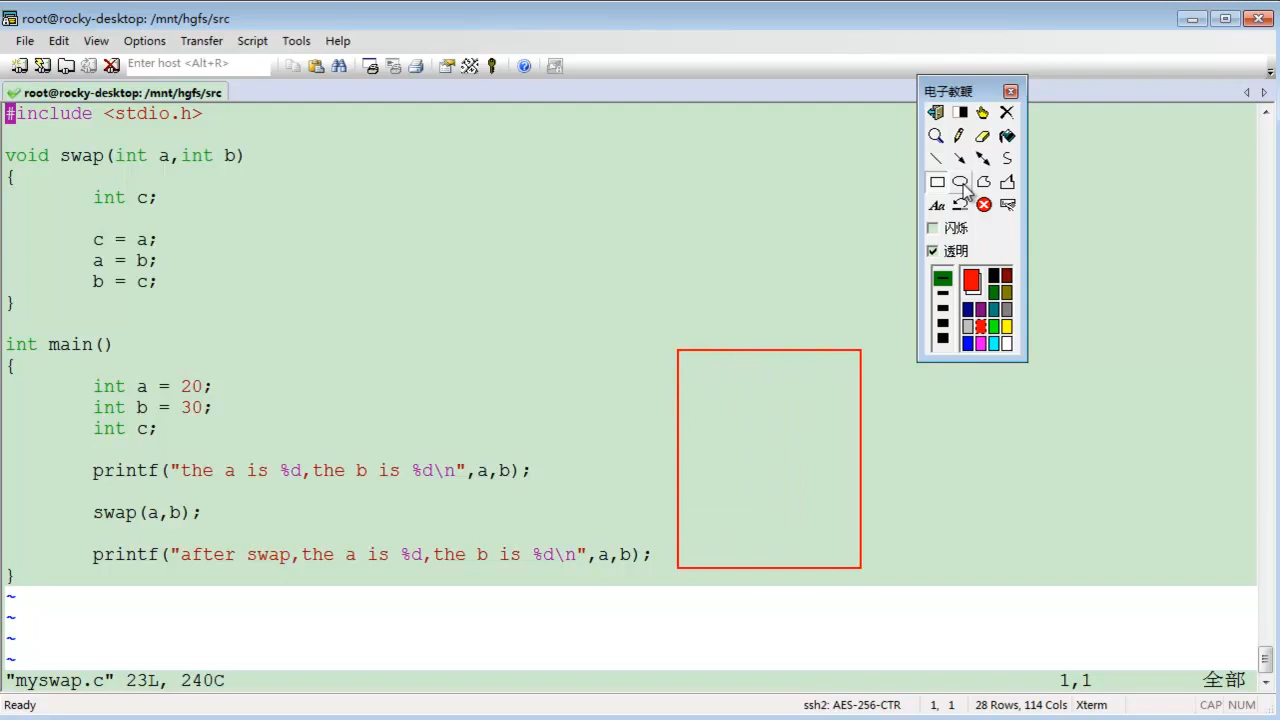 root@rocky-desktop: /mnt/hgfs/src
File Edit View Options Transfer Script Tools Help
Enter host <Alt+R>
root@rocky-desktop: /mnt/hgfs/src
#include <stdio.h>
void swap(int a,int b)
{
int c;
c = a;
a = b;
b = c;
}
int main()
{
int a = 20;
int b = 30;
int c;
printf("the a is %d,the b is %d\n",a,b);
swap(a,b);
printf("after swap,the a is %d,the b is %d\n",a,b);
}
~
~
~
~
"myswap.c" 23L, 240C 1,1 全部
Ready ssh2: AES-256-CTR 1, 1 28 Rows, 114 Cols Xterm CAP NUM
电子教鞭
Aa
闪烁
透明